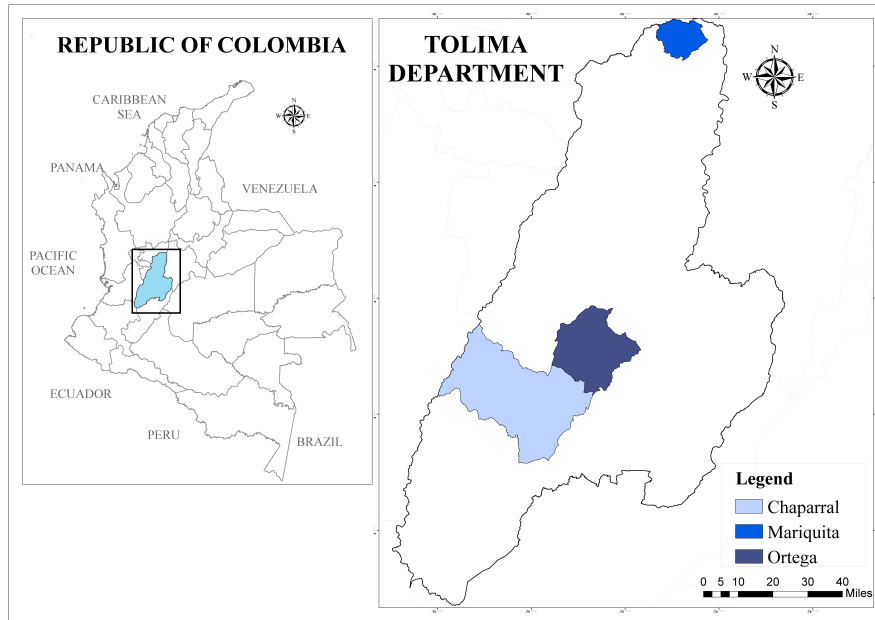 REPUBLIC OF COLOMBIA
CARIBBEAN
SEA
N
W E
S
PANAMA
VENEZUELA
PACIFIC
OCEAN
ECUADOR
PERU
BRAZIL
TOLIMA
DEPARTMENT
N
W E
S
Legend
Chaparral
Mariquita
Ortega
0 5 10 20 30 40
Miles